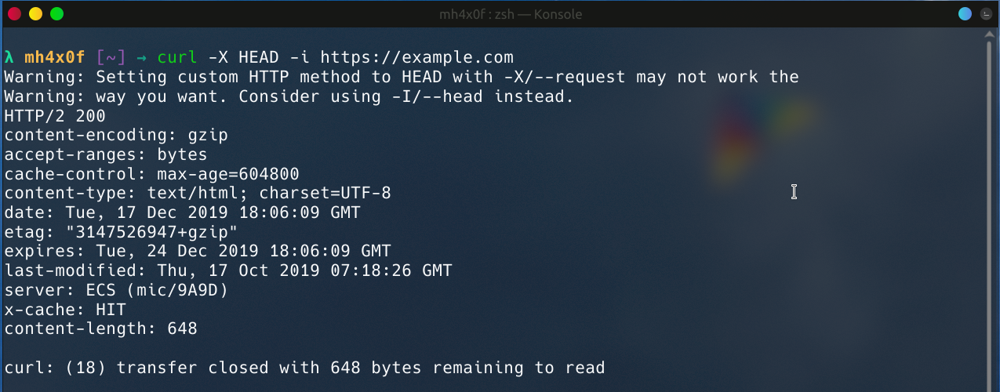 mh4x0f : zsh — Konsole
λ mh4x0f [~] → curl -X HEAD -i https://example.com
Warning: Setting custom HTTP method to HEAD with -X/--request may not work the
Warning: way you want. Consider using -I/--head instead.
HTTP/2 200
content-encoding: gzip
accept-ranges: bytes
cache-control: max-age=604800
content-type: text/html; charset=UTF-8
date: Tue, 17 Dec 2019 18:06:09 GMT
etag: "3147526947+gzip"
expires: Tue, 24 Dec 2019 18:06:09 GMT
last-modified: Thu, 17 Oct 2019 07:18:26 GMT
server: ECS (mic/9A9D)
x-cache: HIT
content-length: 648
curl: (18) transfer closed with 648 bytes remaining to read